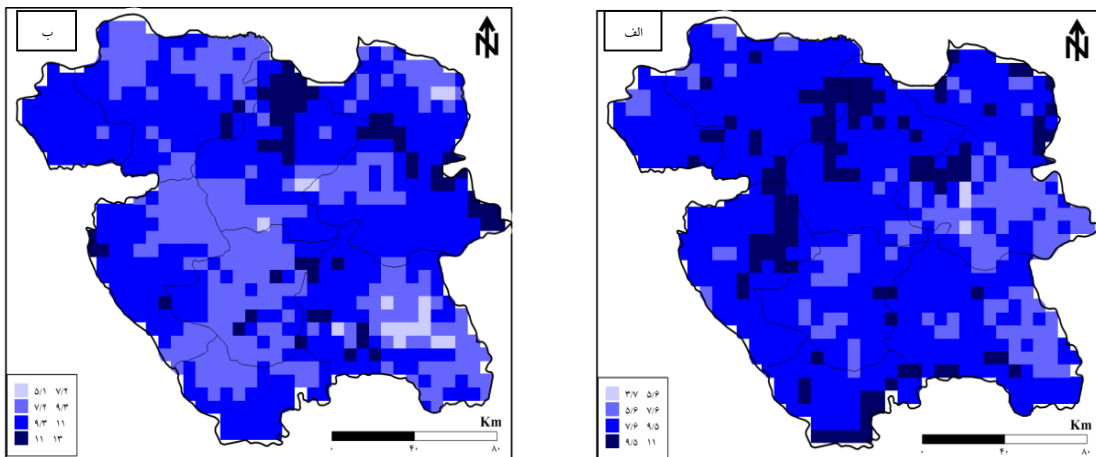 الف
N
۳/۷ ۵/۶
۵/۶ ۷/۶
۷/۶ ۹/۵
۹/۵ ۱۱
Km
۰ ۴۰ ۸۰
ب
N
۵/۱ ۷/۲
۷/۲ ۹/۳
۹/۳ ۱۱
۱۱ ۱۳
Km
۰ ۴۰ ۸۰